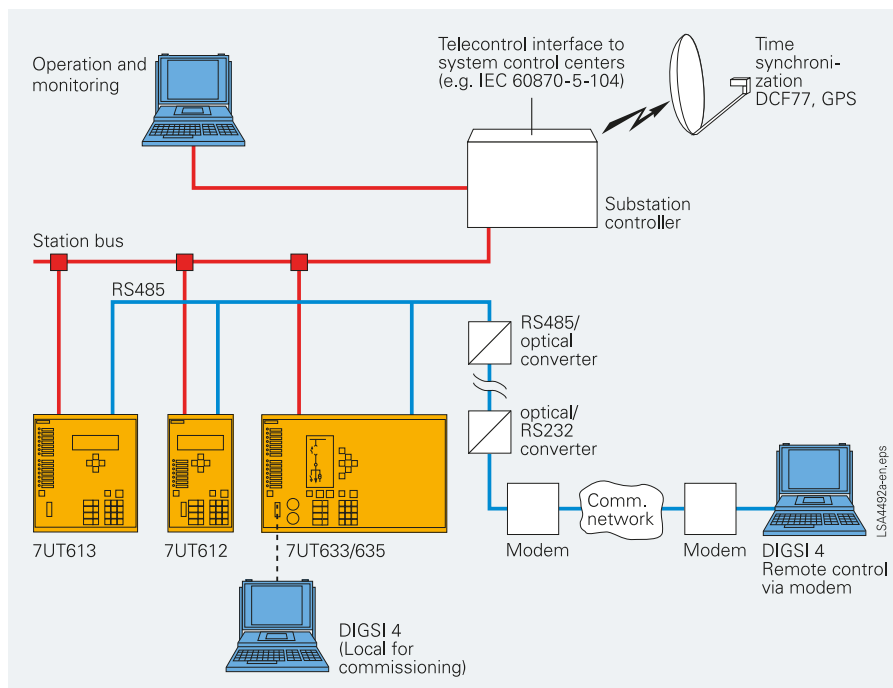 Operation and
monitoring
Telecontrol interface to
system control centers
(e.g. IEC 60870-5-104)
Time
synchroni-
zation
DCF77, GPS
Substation
controller
Station bus
RS485
RS485/
optical
converter
optical/
RS232
converter
Comm.
network
7UT613
7UT612
7UT633/635
Modem
Modem
DIGSI 4
Remote control
via modem
DIGSI 4
(Local for
commissioning)
LSA4492a-en.eps